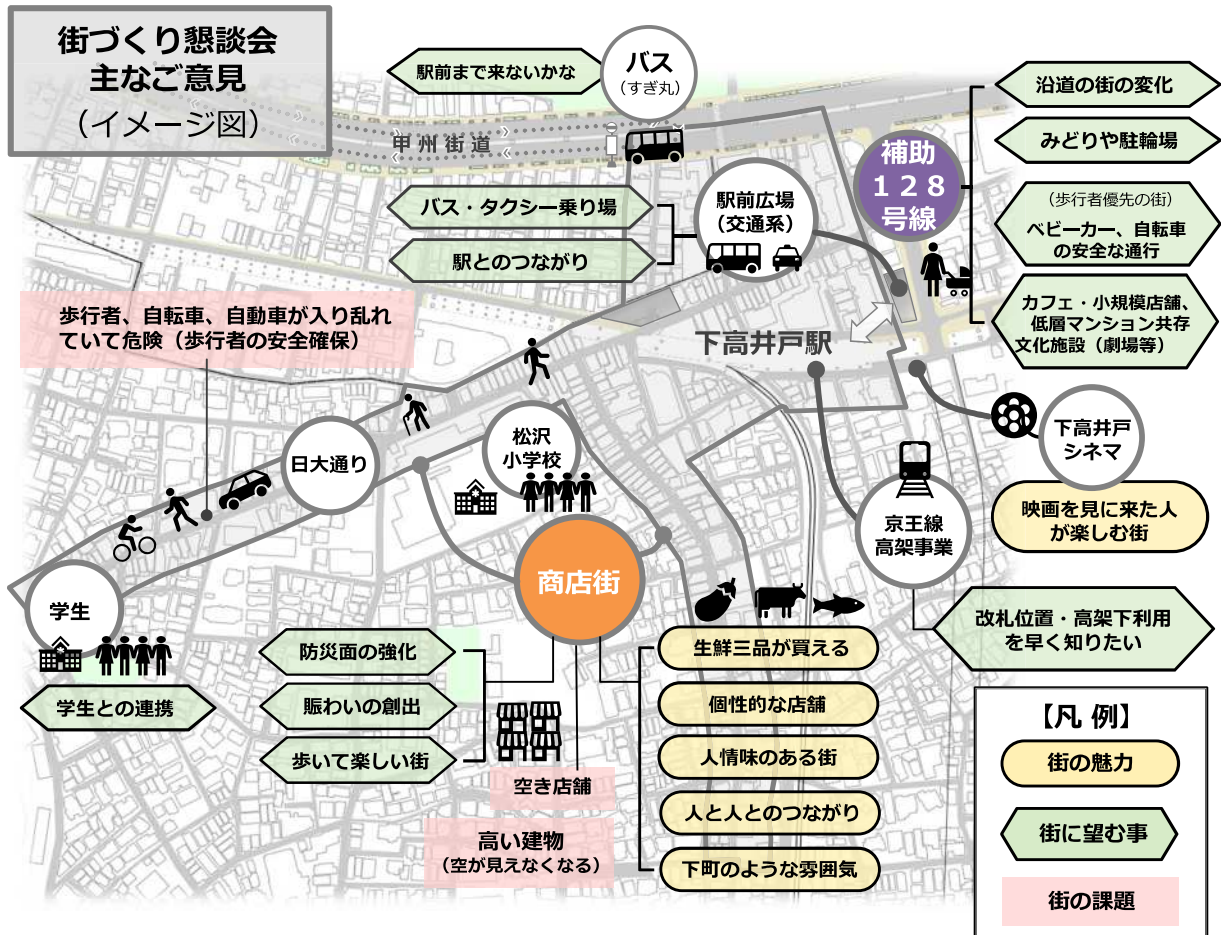 街づくり懇談会
主なご意見
（イメージ図）
駅前まで来ないかな
バス
（すぎ丸）
甲州街道
バス・タクシー乗り場
駅とのつながり
駅前広場
（交通系）
補助
１２８
号線
沿道の街の変化
みどりや駐輪場
（歩行者優先の街）
ベビーカー、自転車
の安全な通行
カフェ・小規模店舗、
低層マンション共存
文化施設（劇場等）
歩行者、自転車、自動車が入り乱れ
ていて危険（歩行者の安全確保）
下高井戸駅
日大通り
松沢
小学校
下高井戸
シネマ
映画を見に来た人
が楽しむ街
京王線
高架事業
改札位置・高架下利用
を早く知りたい
商店街
学生
学生との連携
防災面の強化
賑わいの創出
歩いて楽しい街
空き店舗
高い建物
（空が見えなくなる）
生鮮三品が買える
個性的な店舗
人情味のある街
人と人とのつながり
下町のような雰囲気
【凡 例】
街の魅力
街に望む事
街の課題